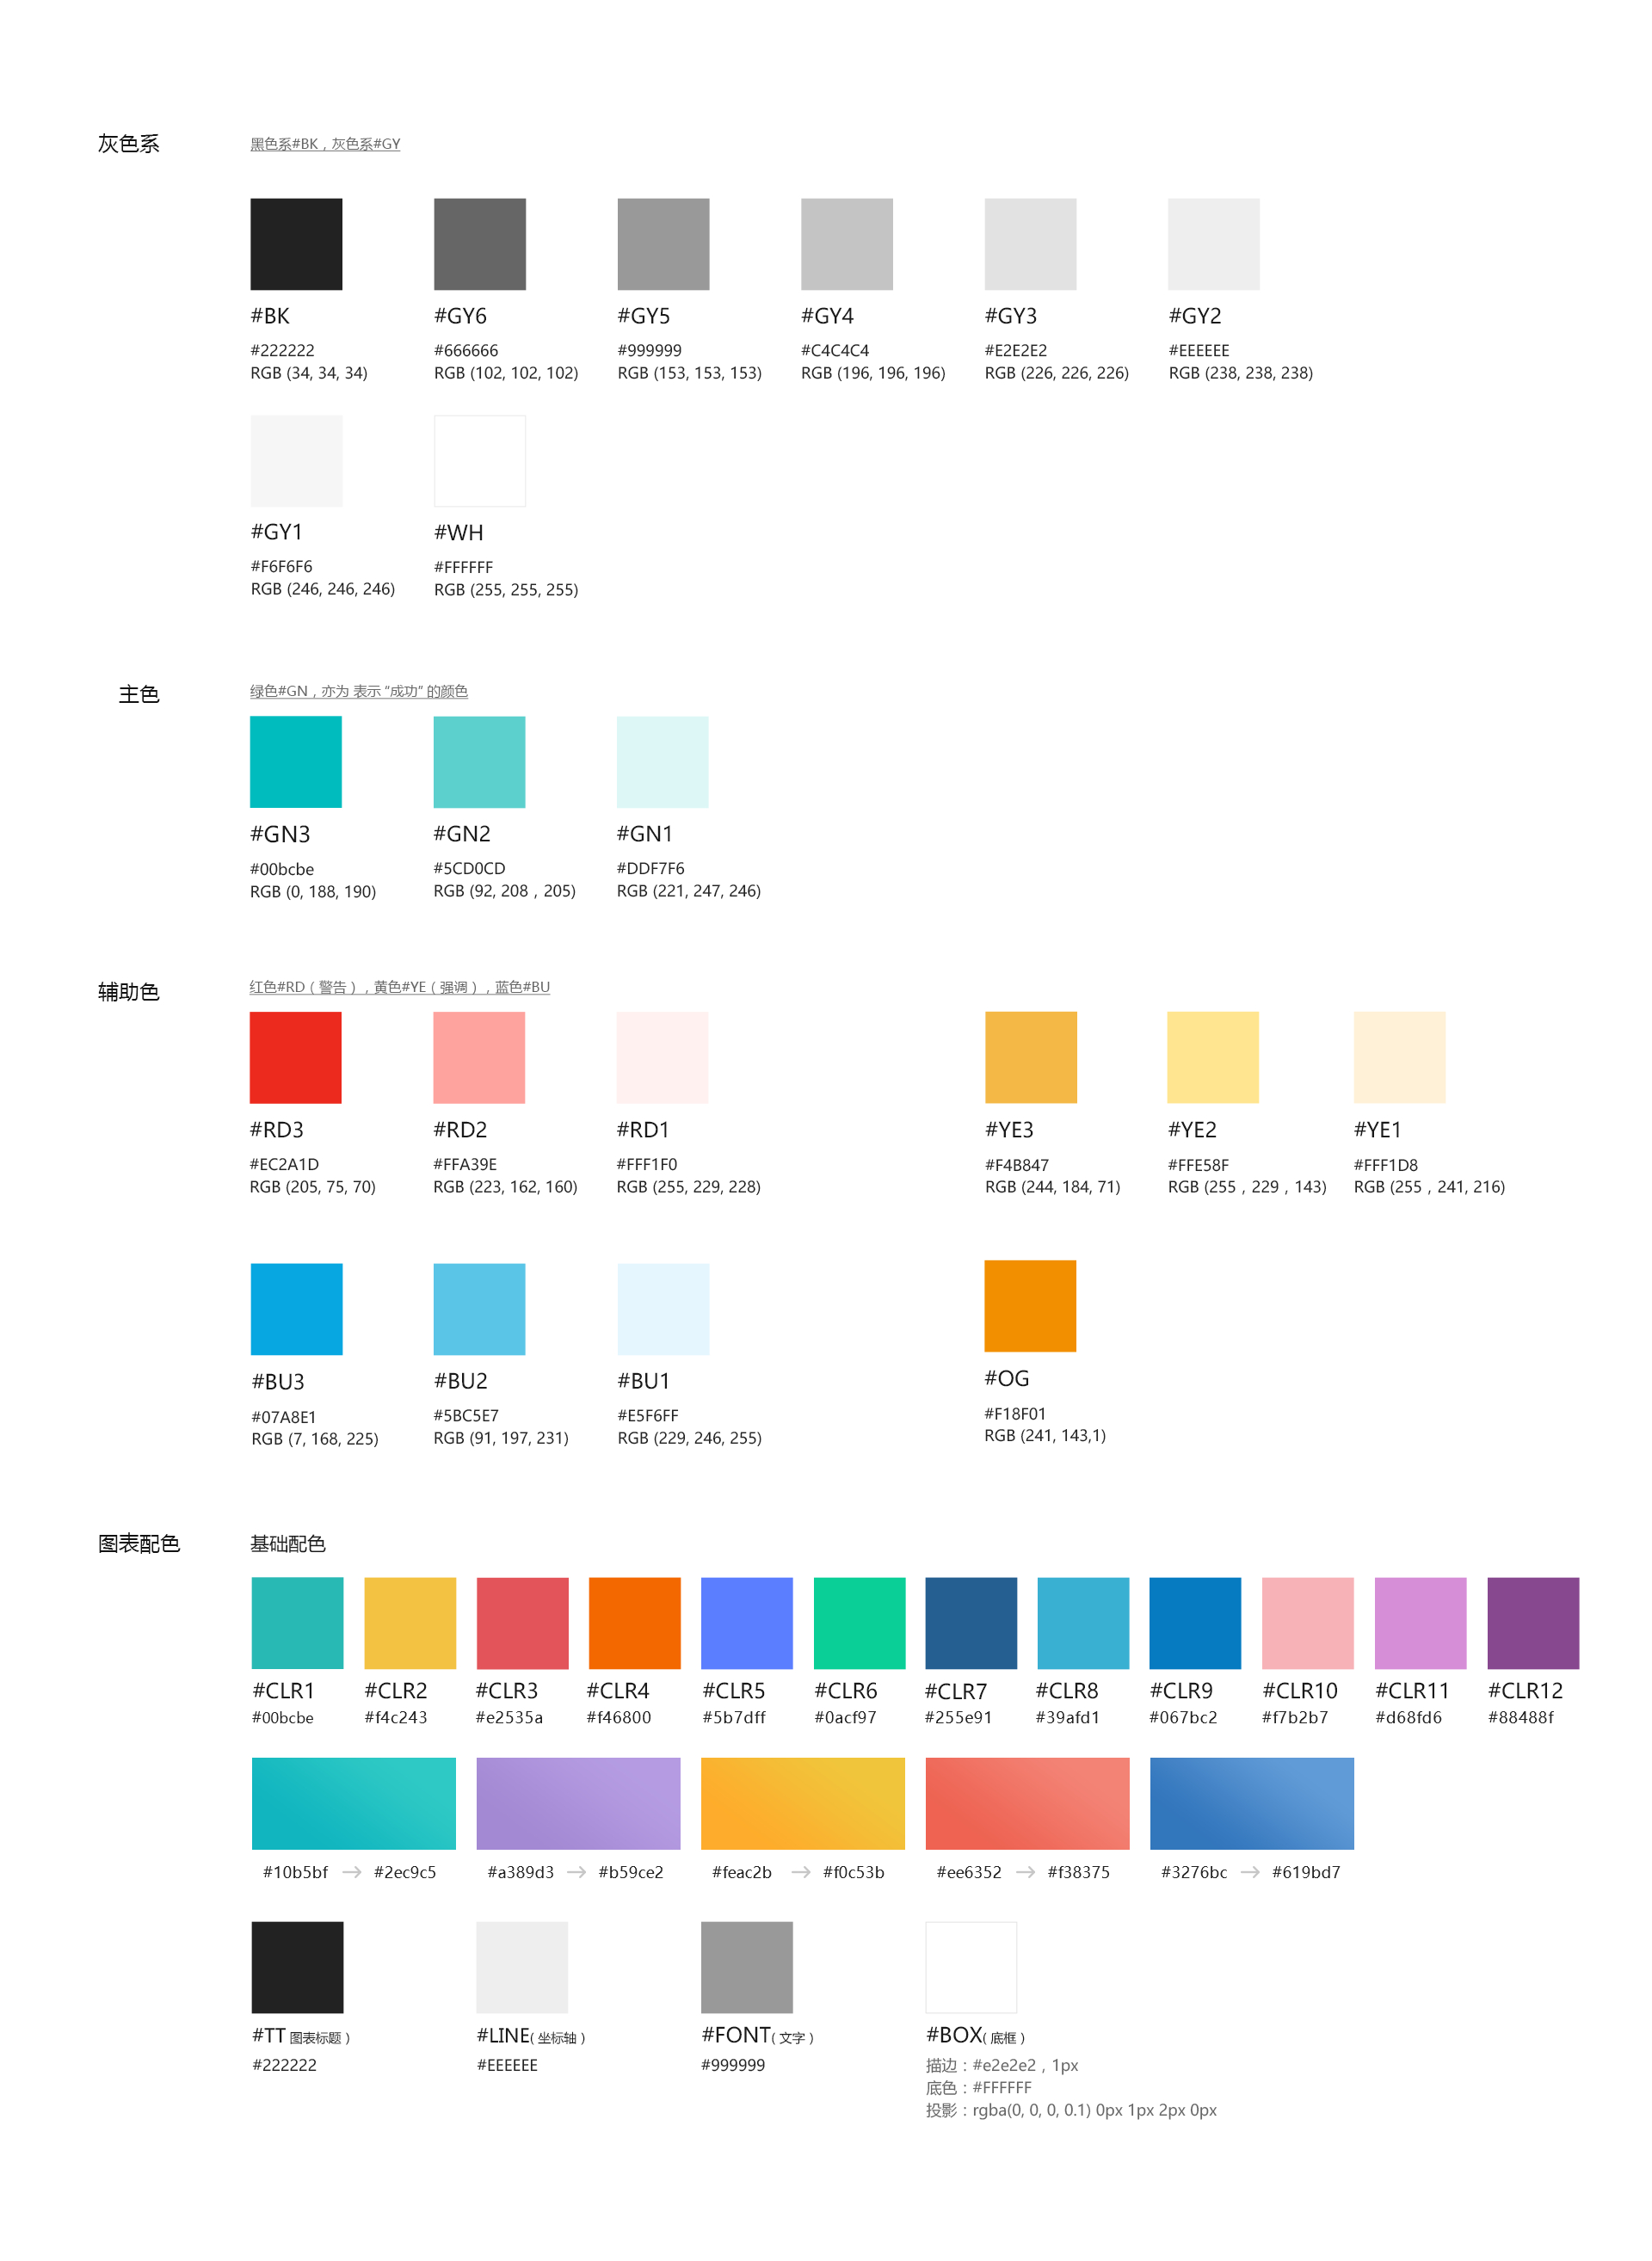 灰色系
黑色系#BK，灰色系#GY
#BK #GY6 #GY5 #GY4 #GY3 #GY2
#222222 #666666 #999999 #C4C4C4 #E2E2E2 #EEEEEE
RGB (34, 34, 34) RGB (102, 102, 102) RGB (153, 153, 153) RGB (196, 196, 196) RGB (226, 226, 226) RGB (238, 238, 238)
#GY1 #WH
#F6F6F6 #FFFFFF
RGB (246, 246, 246) RGB (255, 255, 255)
主色
绿色#GN，亦为 表示 “成功” 的颜色
#GN3 #GN2 #GN1
#00bcbe #5CD0CD #DDF7F6
RGB (0, 188, 190) RGB (92, 208，205) RGB (221, 247, 246)
辅助色
红色#RD（警告），黄色#YE（强调），蓝色#BU
#RD3 #RD2 #RD1 #YE3 #YE2 #YE1
#EC2A1D #FFA39E #FFF1F0 #F4B847 #FFE58F #FFF1D8
RGB (205, 75, 70) RGB (223, 162, 160) RGB (255, 229, 228) RGB (244, 184, 71) RGB (255，229，143) RGB (255，241, 216)
#BU3 #BU2 #BU1 #OG
#07A8E1 #5BC5E7 #E5F6FF #F18F01
RGB (7, 168, 225) RGB (91, 197, 231) RGB (229, 246, 255) RGB (241, 143,1)
图表配色
基础配色
#CLR1 #CLR2 #CLR3 #CLR4 #CLR5 #CLR6 #CLR7 #CLR8 #CLR9 #CLR10 #CLR11 #CLR12
#00bcbe #f4c243 #e2535a #f46800 #5b7dff #0acf97 #255e91 #39afd1 #067bc2 #f7b2b7 #d68fd6 #88488f
#10b5bf → #2ec9c5 #a389d3 → #b59ce2 #feac2b → #f0c53b #ee6352 → #f38375 #3276bc → #619bd7
#TT 图表标题） #LINE（坐标轴） #FONT（文字） #BOX（底框）
#222222 #EEEEEE #999999 描边：#e2e2e2，1px
底色：#FFFFFF
投影：rgba(0, 0, 0, 0.1) 0px 1px 2px 0px